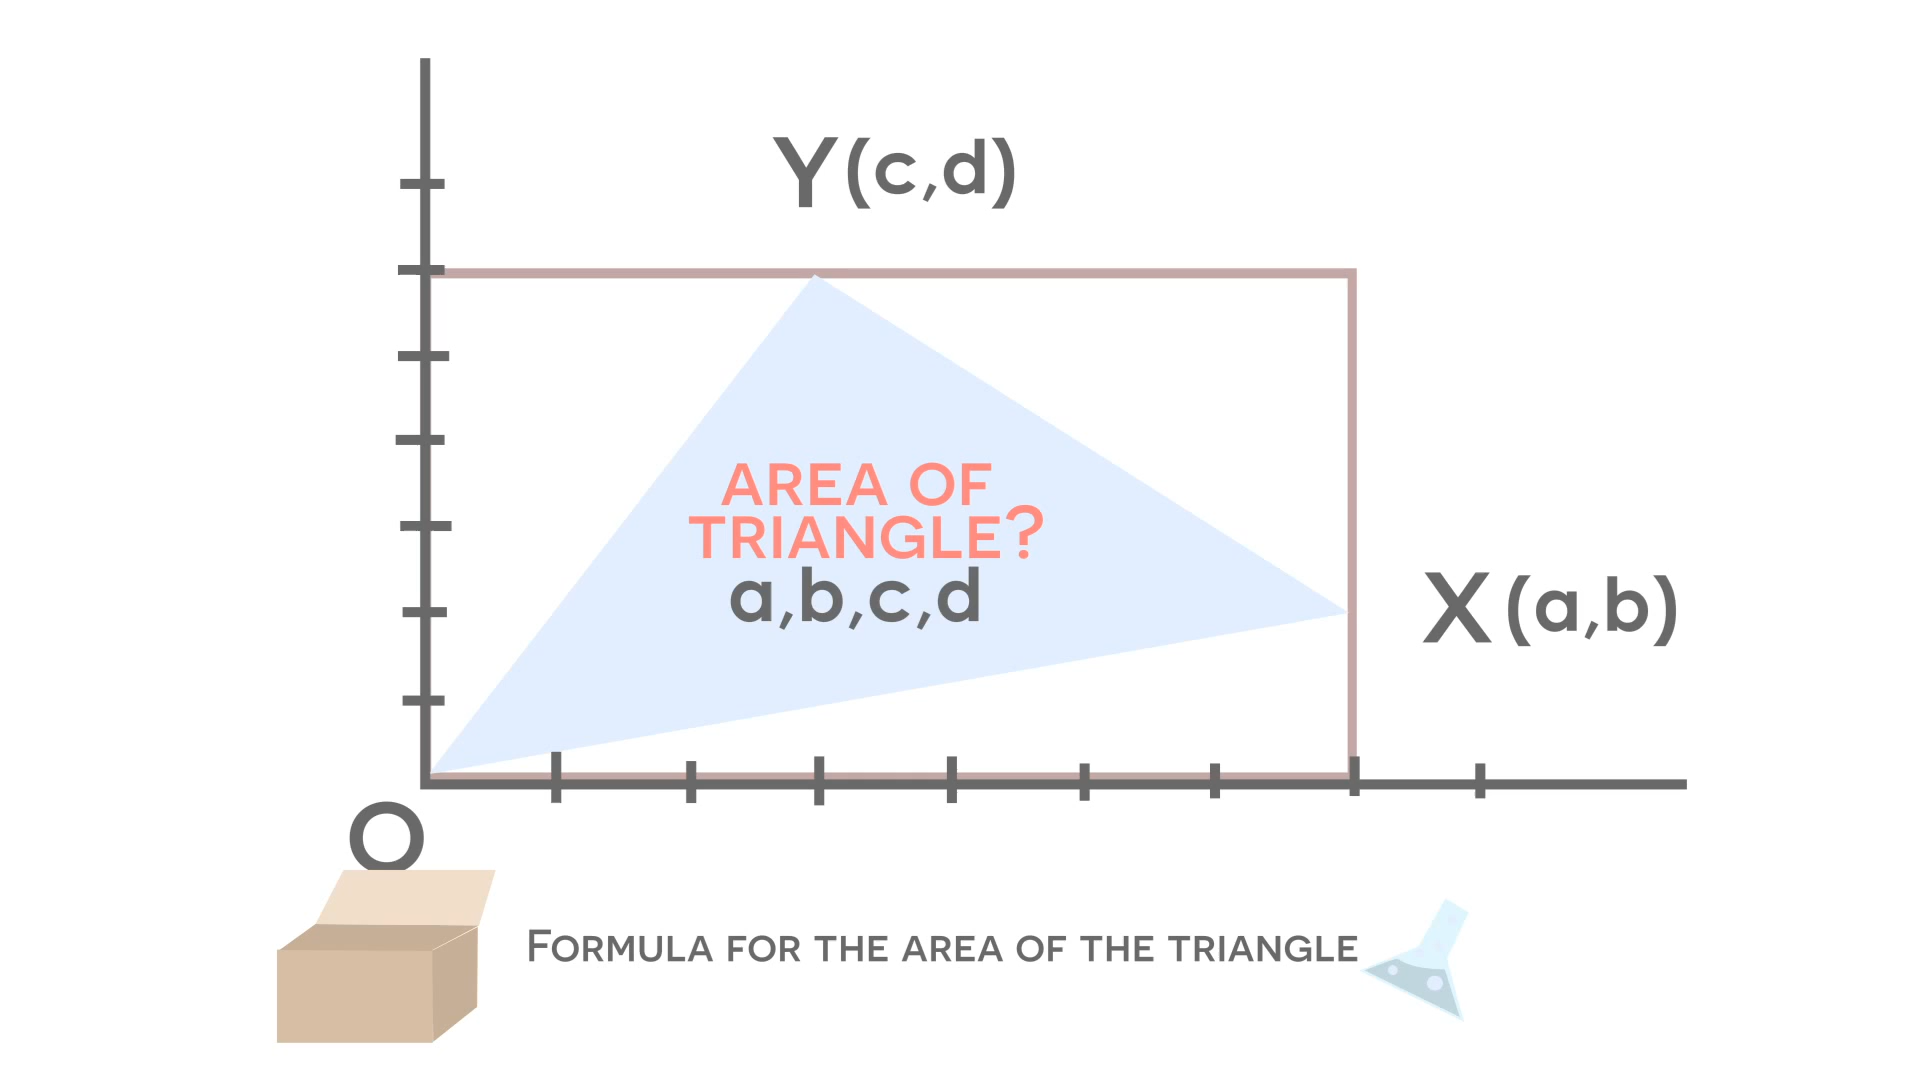 Y(c,d)
AREA OF
TRIANGLE?
a,b,c,d
X(a,b)
O
FORMULA FOR THE AREA OF THE TRIANGLE